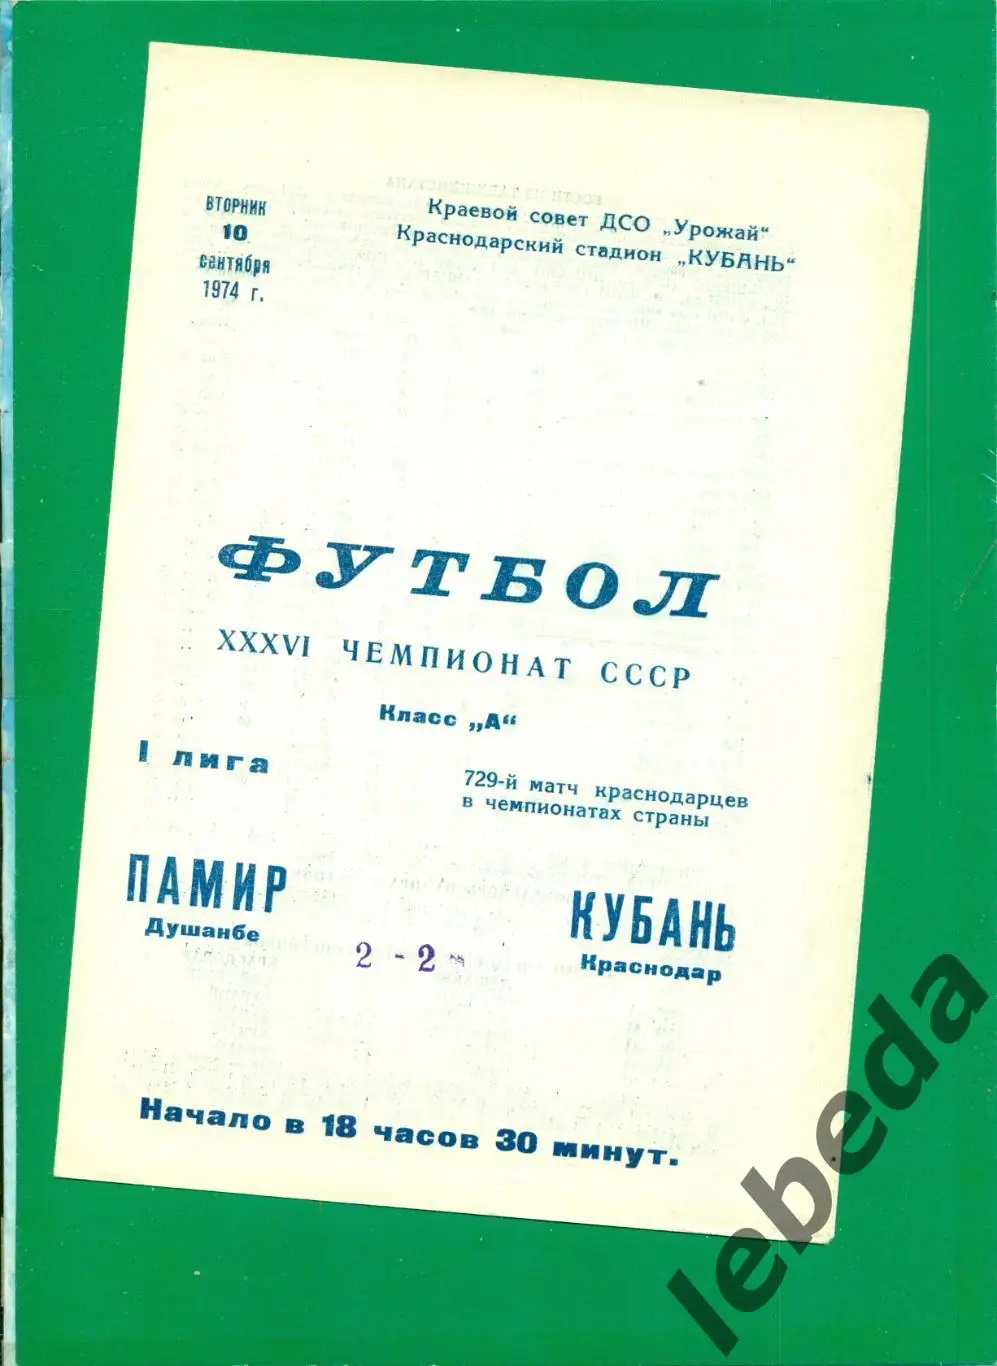 ВТОРНИК
10
сентября
1974 г.
Краевой совет ДСО „Урожай“
Краснодарский стадион „КУБАНЬ“
ФУТБОЛ
XXXVI ЧЕМПИОНАТ СССР
Класс „А“
I лига
729-й матч краснодарцев
в чемпионатах страны
ПАМИР
Душанбе
2 - 2
КУБАНЬ
Краснодар
Начало в 18 часов 30 минут.
lebeda